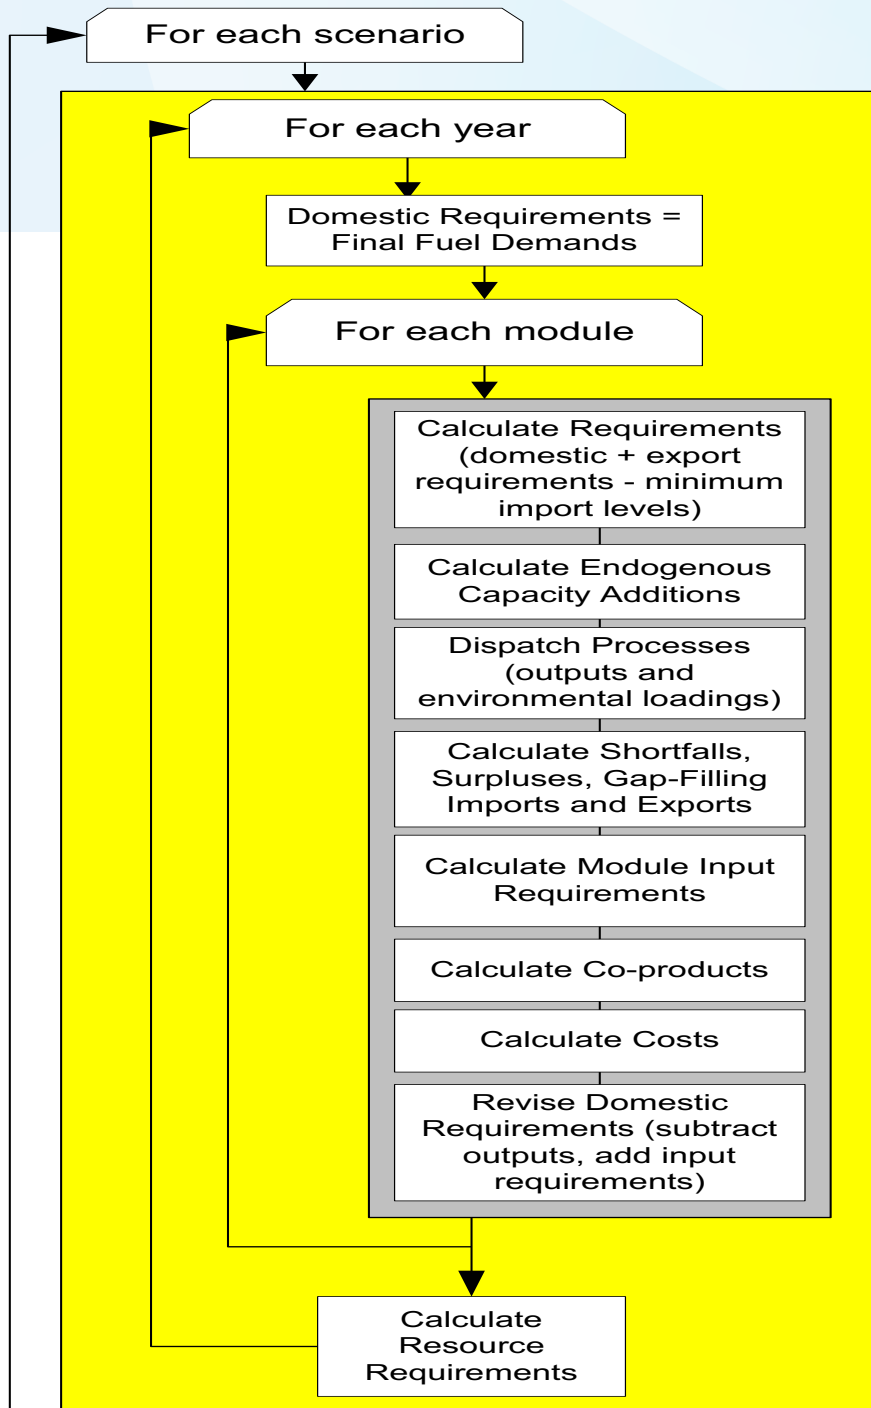 For each scenario
For each year
Domestic Requirements =
Final Fuel Demands
For each module
Calculate Requirements
(domestic + export
requirements - minimum
import levels)
Calculate Endogenous
Capacity Additions
Dispatch Processes
(outputs and
environmental loadings)
Calculate Shortfalls,
Surpluses, Gap-Filling
Imports and Exports
Calculate Module Input
Requirements
Calculate Co-products
Calculate Costs
Revise Domestic
Requirements (subtract
outputs, add input
requirements)
Calculate
Resource
Requirements